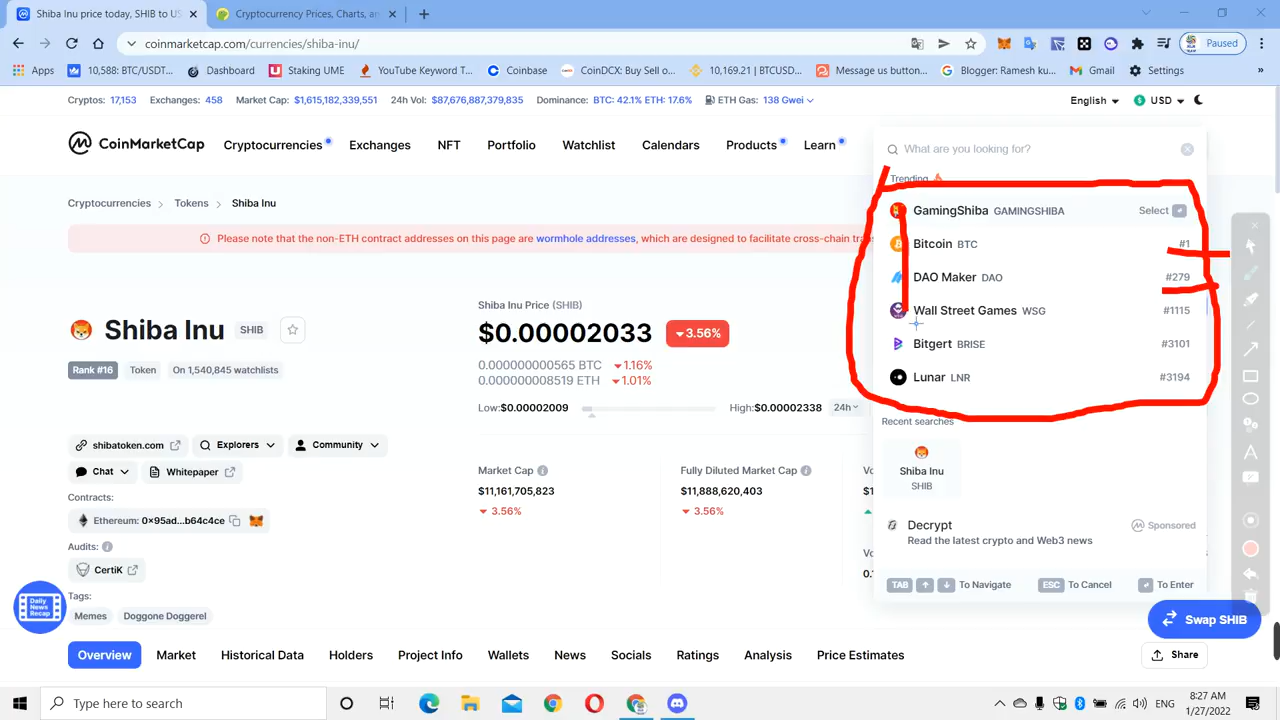 Shiba Inu price today, SHIB to US
Cryptocurrency Prices, Charts
coinmarketcap.com/currencies/shiba-inu/
Paused
Apps
10,588: BTC/USDT...
Dashboard
Staking UME
YouTube Keyword T...
Coinbase
CoinDCX: Buy sell o...
10,169.21 | BTCUSD...
Message us button...
Blogger: Ramesh ku...
Gmail
Settings
Cryptos: 17,153 Exchanges: 458 Market Cap: $1,615,182,339,551 24h Vol: $87,676,887,379,835 Dominance: BTC: 42.1% ETH: 17.6% ETH Gas: 138 Gwei
English USD
CoinMarketCap
Cryptocurrencies Exchanges NFT Portfolio Watchlist Calendars Products Learn
What are you looking for?
Trending
GamingShiba GAMINGSHIBA Select
Bitcoin BTC #1
DAO Maker DAO #279
Wall Street Games WSG #1115
Bitgert BRISE #3101
Lunar LNR #3194
Recent searches
Shiba Inu
SHIB
Decrypt
Sponsored
Read the latest crypto and Web3 news
TAB To Navigate ESC To Cancel To Enter
Cryptocurrencies Tokens Shiba Inu
Please note that the non-ETH contract addresses on this page are wormhole addresses, which are designed to facilitate cross-chain
Shiba Inu SHIB
Rank #16 Token On 1,540,845 watchlists
Shiba Inu Price (SHIB)
$0.00002033 3.56%
0.000000000565 BTC 1.16%
0.000000008519 ETH 1.01%
Low:$0.00002009 High:$0.00002338 24h
shibatoken.com Explorers Community
Chat Whitepaper
Contracts:
Ethereum: 0x95ad...b64c4ce
Audits:
CertiK
Tags:
Memes Doggone Doggerel
Market Cap
$11,161,705,823
3.56%
Fully Diluted Market Cap
$11,888,620,403
3.56%
Daily News Recap
Swap SHIB
Overview Market Historical Data Holders Project Info Wallets News Socials Ratings Analysis Price Estimates
Share
Type here to search
ENG
8:27 AM
1/27/2022